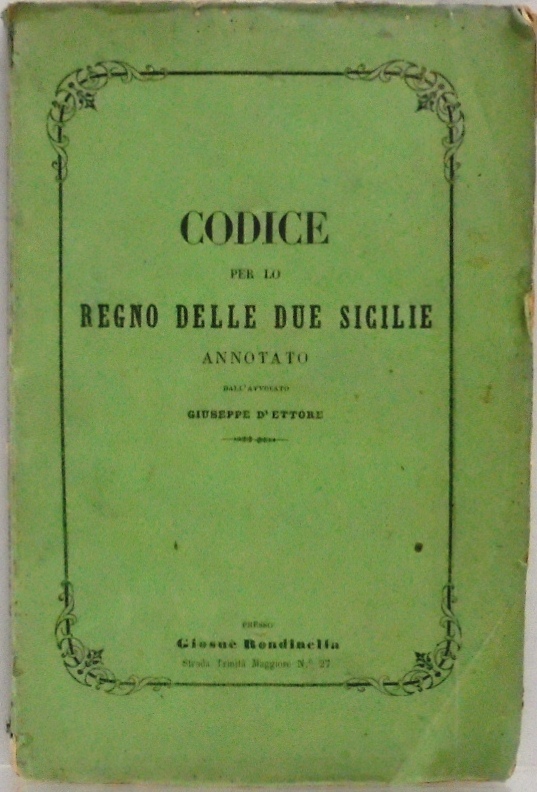 CODICE
PER LO
REGNO DELLE DUE SICILIE
ANNOTATO
DALL'AVVOCATO
GIUSEPPE D'ETTORE
PRESSO
Giosuè Rondinella
Strada Trinità Maggiore N.º 27